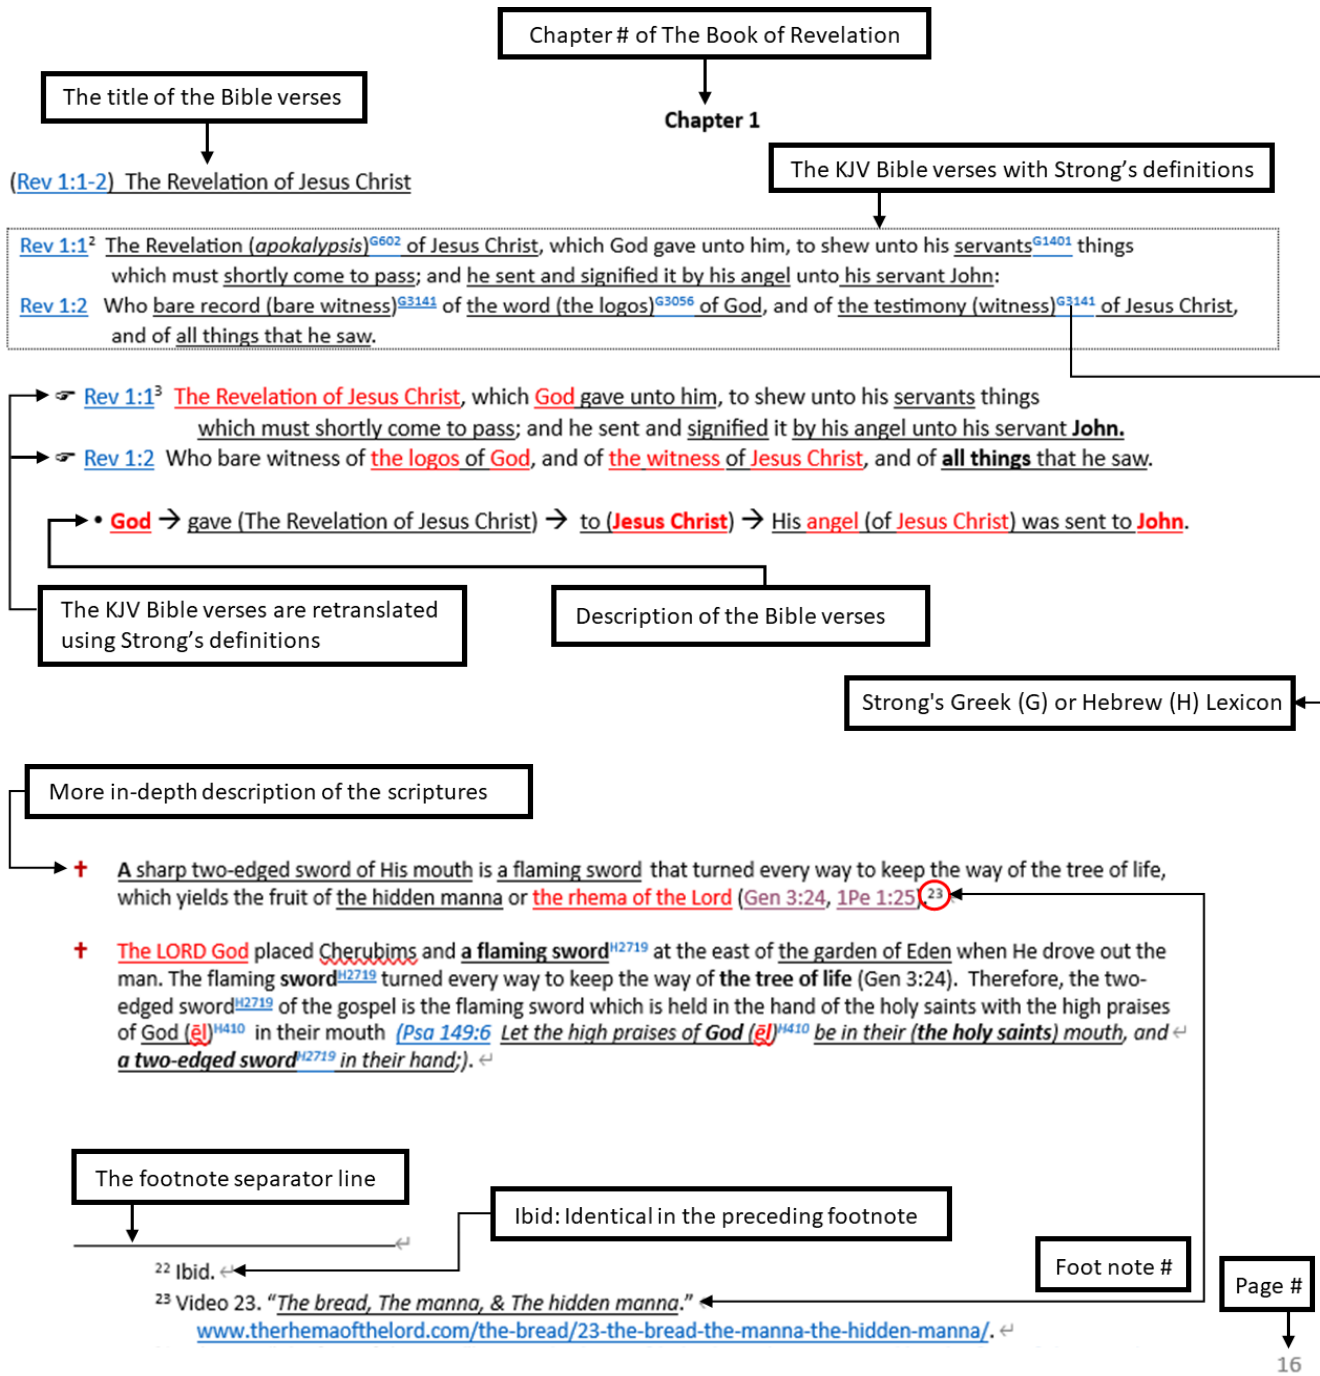 Chapter # of The Book of Revelation
The title of the Bible verses
Chapter 1
The KJV Bible verses with Strong's definitions
(Rev 1:1-2) The Revelation of Jesus Christ
Rev 1:1² The Revelation (apokalypsis)G602 of Jesus Christ, which God gave unto him, to shew unto his servantsG1401 things
which must shortly come to pass; and he sent and signified it by his angel unto his servant John:
Rev 1:2 Who bare record (bare witness)G3141 of the word (the logos)G3056 of God, and of the testimony (witness)G3141 of Jesus Christ,
and of all things that he saw.
☞ Rev 1:1³ The Revelation of Jesus Christ, which God gave unto him, to shew unto his servants things
which must shortly come to pass; and he sent and signified it by his angel unto his servant John.
☞ Rev 1:2 Who bare witness of the logos of God, and of the witness of Jesus Christ, and of all things that he saw.
• God → gave (The Revelation of Jesus Christ) → to (Jesus Christ) → His angel (of Jesus Christ) was sent to John.
The KJV Bible verses are retranslated
using Strong's definitions
Description of the Bible verses
Strong's Greek (G) or Hebrew (H) Lexicon
More in-depth description of the scriptures
✝ A sharp two-edged sword of His mouth is a flaming sword that turned every way to keep the way of the tree of life,
which yields the fruit of the hidden manna or the rhema of the Lord (Gen 3:24, 1Pe 1:25).²³
✝ The LORD God placed Cherubims and a flaming swordH2719 at the east of the garden of Eden when He drove out the
man. The flaming swordH2719 turned every way to keep the way of the tree of life (Gen 3:24). Therefore, the two-
edged swordH2719 of the gospel is the flaming sword which is held in the hand of the holy saints with the high praises
of God (ēl)H410 in their mouth (Psa 149:6 Let the high praises of God (ēl)H410 be in their (the holy saints) mouth, and ↵
a two-edged swordH2719 in their hand;). ↵
The footnote separator line
Ibid: Identical in the preceding footnote
²² Ibid. ↵
Foot note #
Page #
²³ Video 23. "The bread, The manna, & The hidden manna."
www.therhemaofthelord.com/the-bread/23-the-bread-the-manna-the-hidden-manna/. ↵
16